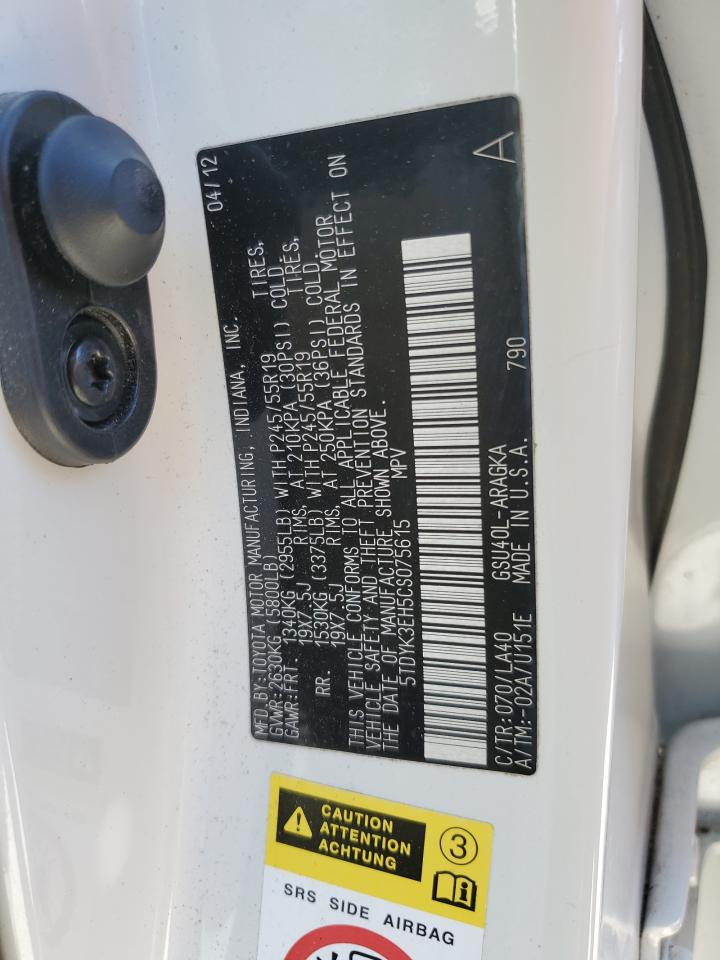 MFD.BY:TOYOTA MOTOR MANUFACTURING, INDIANA, INC. 04/12
GVWR:2630KG (5800LB)
GAWR:FRT. 1340KG (2955LB) WITH P245/55R19 TIRES,
19X7.5J RIMS, AT 210KPA (30PSI) COLD.
RR. 1530KG (3375LB) WITH P245/55R19 TIRES,
19X7.5J RIMS, AT 250KPA (36PSI) COLD.
THIS VEHICLE CONFORMS TO ALL APPLICABLE FEDERAL MOTOR
VEHICLE SAFETY AND THEFT PREVENTION STANDARDS IN EFFECT ON
THE DATE OF MANUFACTURE SHOWN ABOVE.
5TDYK3EH5CS075615 MPV
C/TR:070/LA40 GSU40L-ARAGKA 790
A/TM:-02A/U151E MADE IN U.S.A. A
CAUTION
ATTENTION
ACHTUNG
3
SRS SIDE AIRBAG